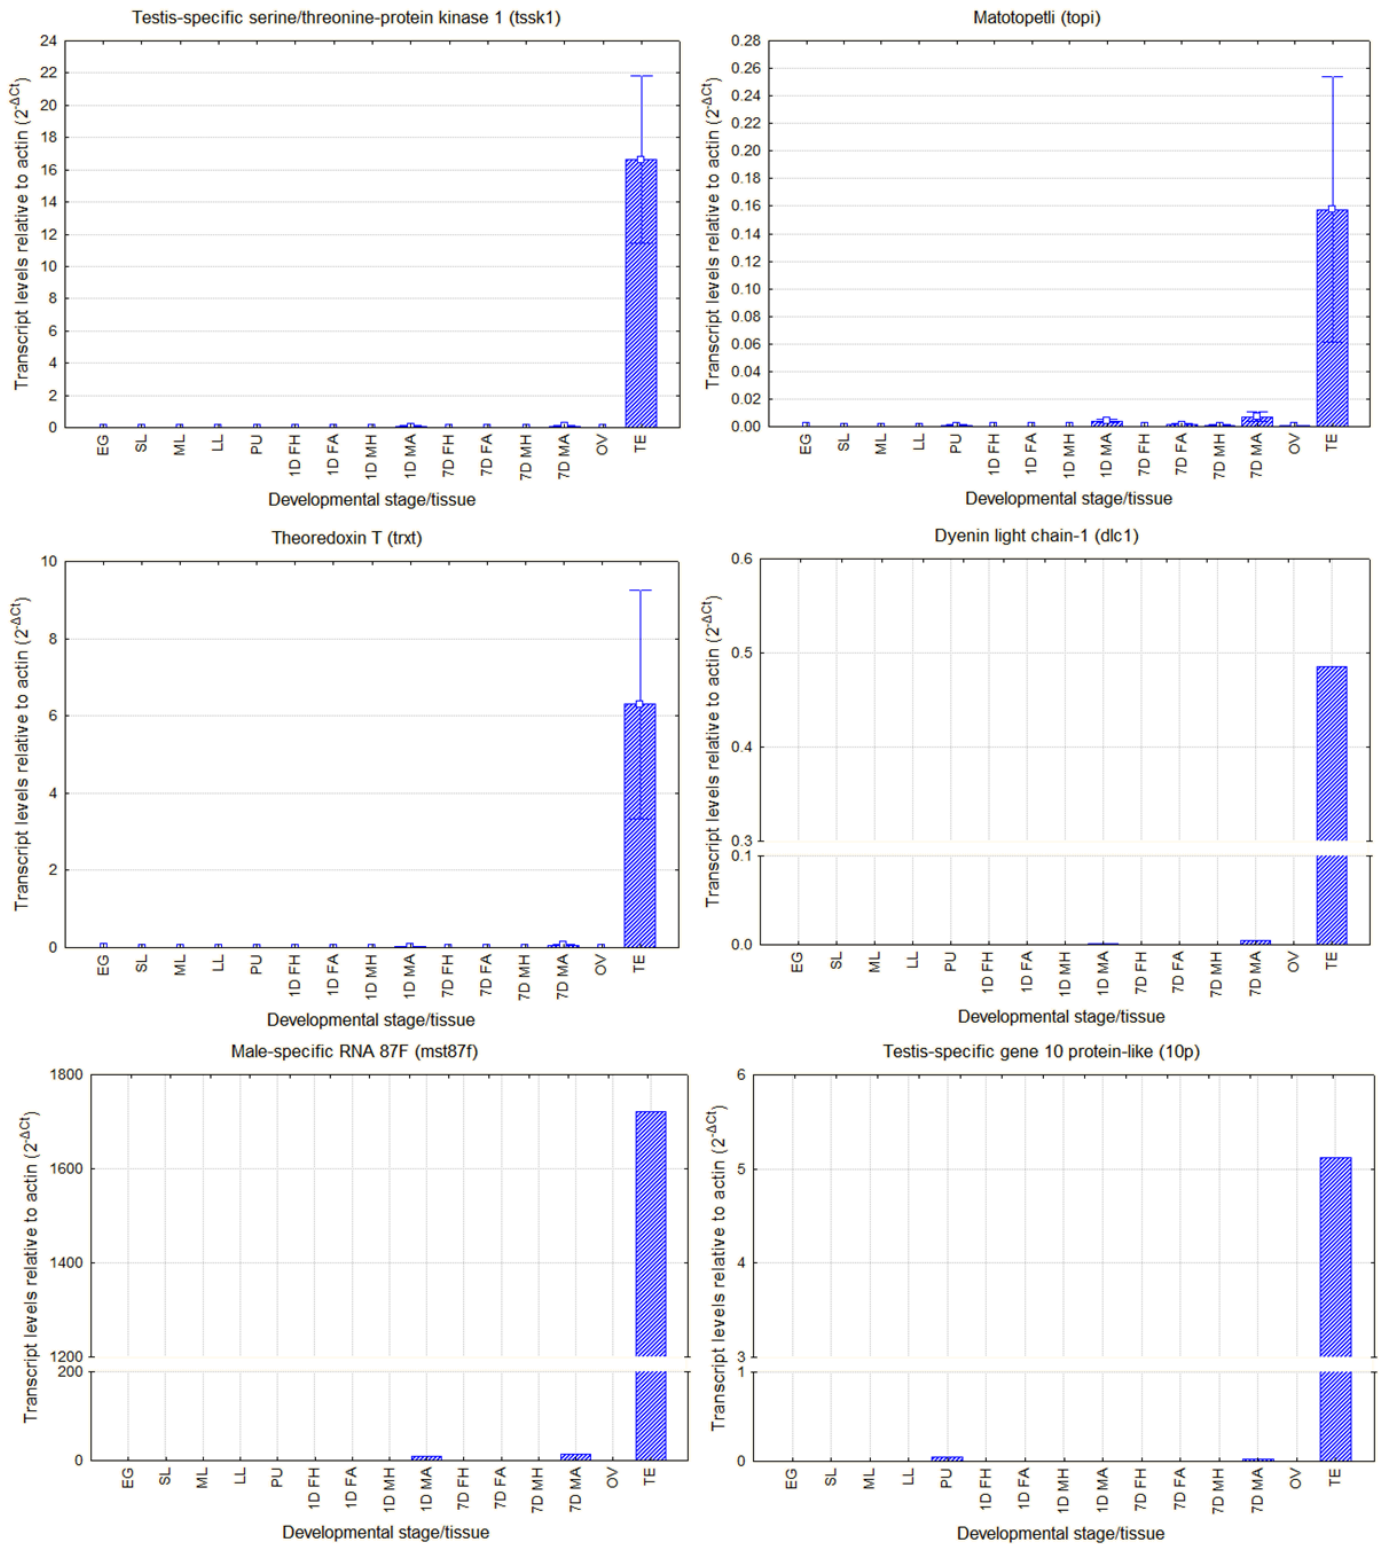 Testis-specific serine/threonine-protein kinase 1 (tssk1)
Transcript levels relative to actin (2-ΔCt)
24
22
20
18
16
14
12
10
8
6
4
2
0
EG SL ML LL PU 1D FH 1D FA 1D MH 1D MA 7D FH 7D FA 7D MH 7D MA OV TE
Developmental stage/tissue
Matotopetli (topi)
Transcript levels relative to actin (2-ΔCt)
0.28
0.26
0.24
0.22
0.20
0.18
0.16
0.14
0.12
0.10
0.08
0.06
0.04
0.02
0.00
EG SL ML LL PU 1D FH 1D FA 1D MH 1D MA 7D FH 7D FA 7D MH 7D MA OV TE
Developmental stage/tissue
Theoredoxin T (trxt)
Transcript levels relative to actin (2-ΔCt)
10
8
6
4
2
0
EG SL ML LL PU 1D FH 1D FA 1D MH 1D MA 7D FH 7D FA 7D MH 7D MA OV TE
Developmental stage/tissue
Dyenin light chain-1 (dlc1)
Transcript levels relative to actin (2-ΔCt)
0.6
0.5
0.4
0.3
0.1
0.0
EG SL ML LL PU 1D FH 1D FA 1D MH 1D MA 7D FH 7D FA 7D MH 7D MA OV TE
Developmental stage/tissue
Male-specific RNA 87F (mst87f)
Transcript levels relative to actin (2-ΔCt)
1800
1600
1400
1200
200
0
EG SL ML LL PU 1D FH 1D FA 1D MH 1D MA 7D FH 7D FA 7D MH 7D MA OV TE
Developmental stage/tissue
Testis-specific gene 10 protein-like (10p)
Transcript levels relative to actin (2-ΔCt)
6
5
4
3
1
0
EG SL ML LL PU 1D FH 1D FA 1D MH 1D MA 7D FH 7D FA 7D MH 7D MA OV TE
Developmental stage/tissue